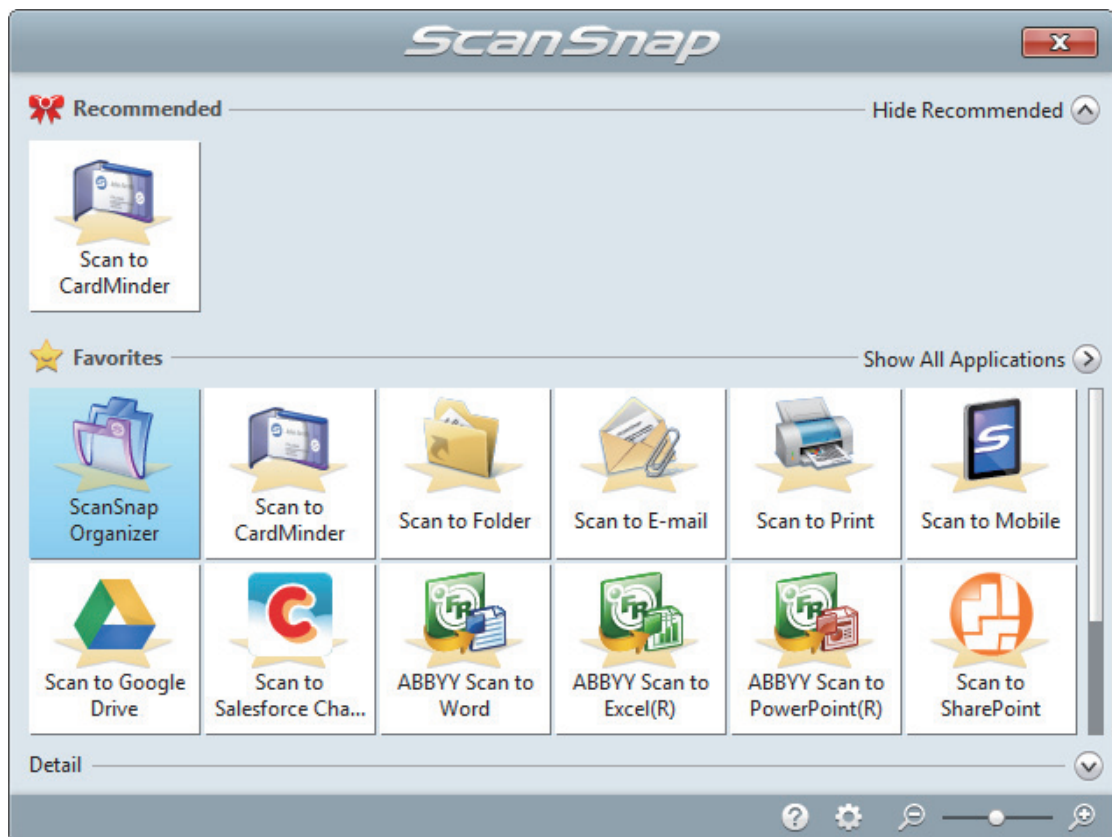 ScanSnap
Recommended
Hide Recommended
Scan to
CardMinder
Favorites
Show All Applications
ScanSnap
Organizer
Scan to
CardMinder
Scan to Folder
Scan to E-mail
Scan to Print
Scan to Mobile
Scan to Google
Drive
Scan to
Salesforce Cha...
ABBYY Scan to
Word
ABBYY Scan to
Excel(R)
ABBYY Scan to
PowerPoint(R)
Scan to
SharePoint
Detail